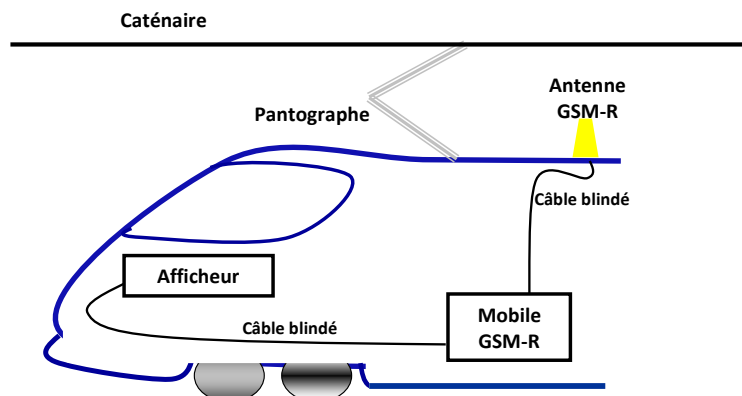 Caténaire
Antenne
GSM-R
Pantographe
Câble blindé
Afficheur
Mobile
GSM-R
Câble blindé